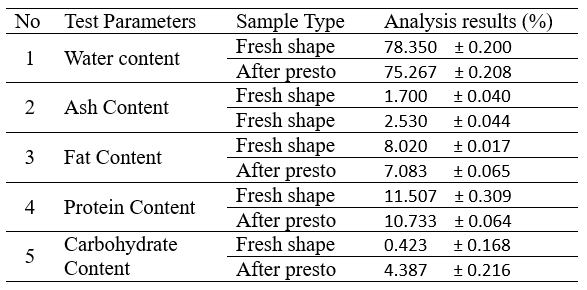 No Test Parameters Sample Type Analysis results (%)
1 Water content Fresh shape 78.350 ± 0.200
After presto 75.267 ± 0.208
2 Ash Content Fresh shape 1.700 ± 0.040
Fresh shape 2.530 ± 0.044
3 Fat Content Fresh shape 8.020 ± 0.017
After presto 7.083 ± 0.065
4 Protein Content Fresh shape 11.507 ± 0.309
After presto 10.733 ± 0.064
5 Carbohydrate Content Fresh shape 0.423 ± 0.168
After presto 4.387 ± 0.216